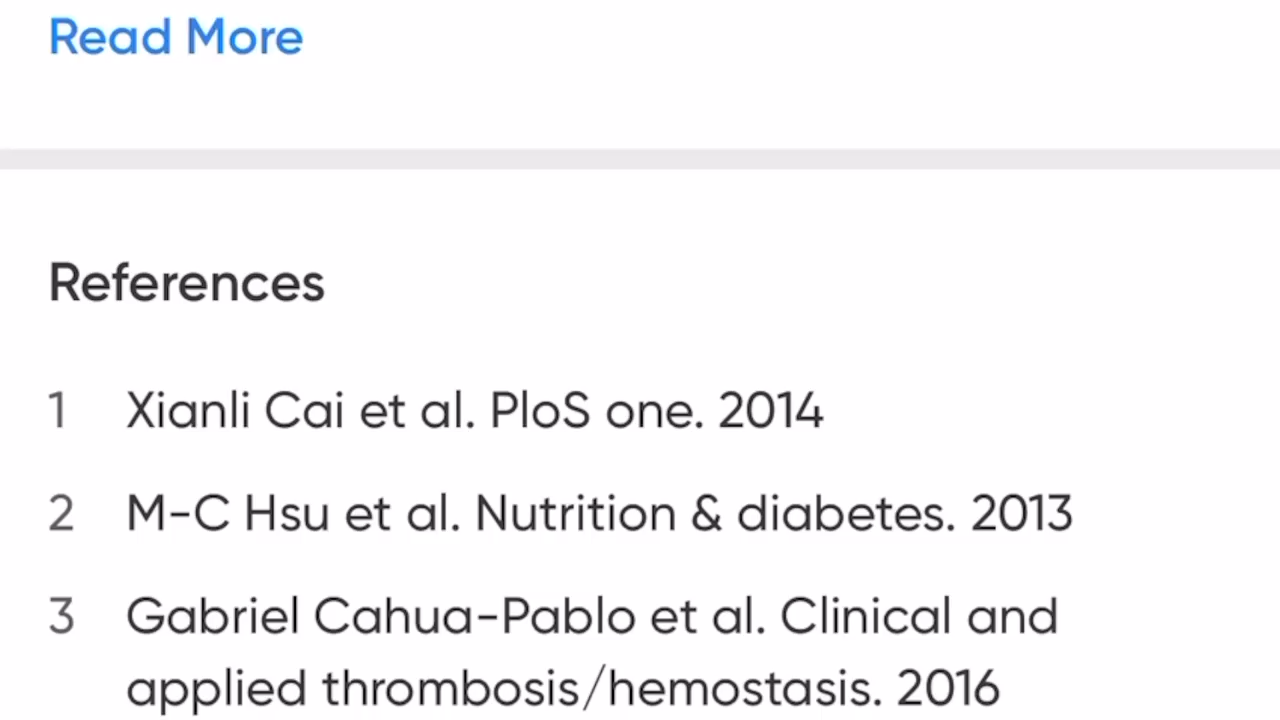 Read More
References
1 Xianli Cai et al. PloS one. 2014
2 M-C Hsu et al. Nutrition & diabetes. 2013
3 Gabriel Cahua-Pablo et al. Clinical and
applied thrombosis/hemostasis. 2016